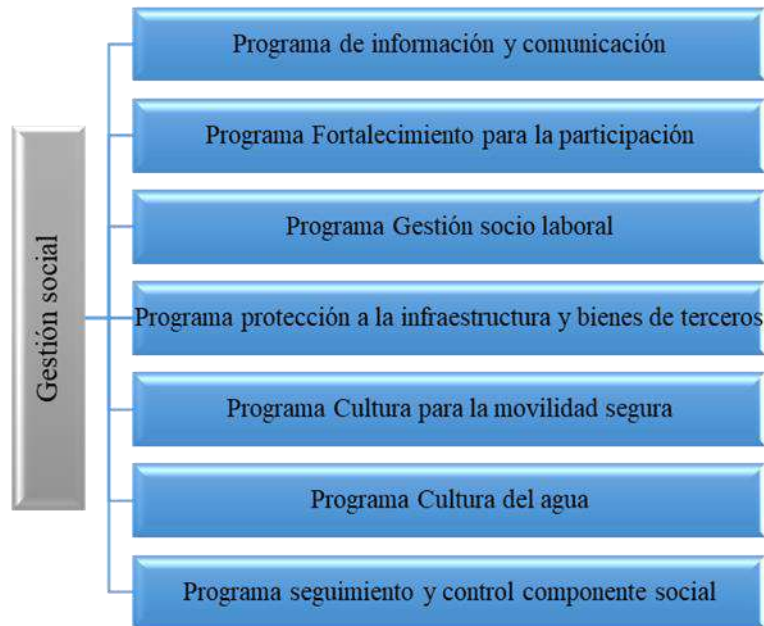 Gestión social
Programa de información y comunicación
Programa Fortalecimiento para la participación
Programa Gestión socio laboral
Programa protección a la infraestructura y bienes de terceros
Programa Cultura para la movilidad segura
Programa Cultura del agua
Programa seguimiento y control componente social